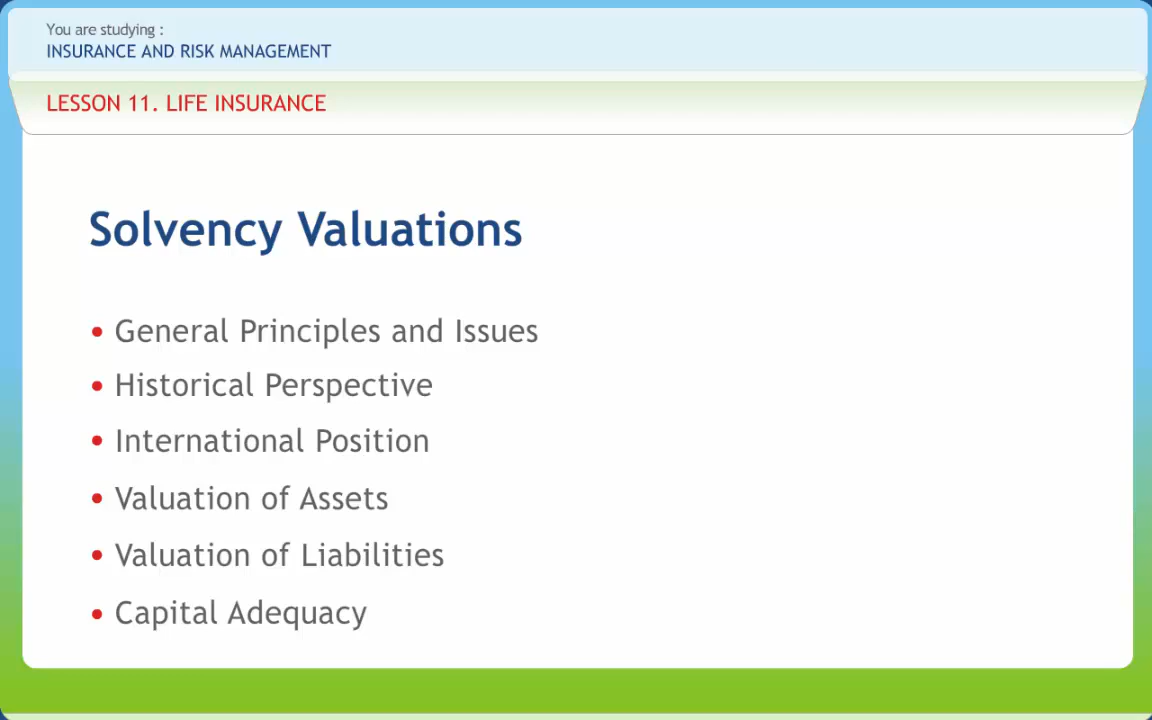 You are studying :
INSURANCE AND RISK MANAGEMENT
LESSON 11. LIFE INSURANCE
Solvency Valuations
• General Principles and Issues
• Historical Perspective
• International Position
• Valuation of Assets
• Valuation of Liabilities
• Capital Adequacy